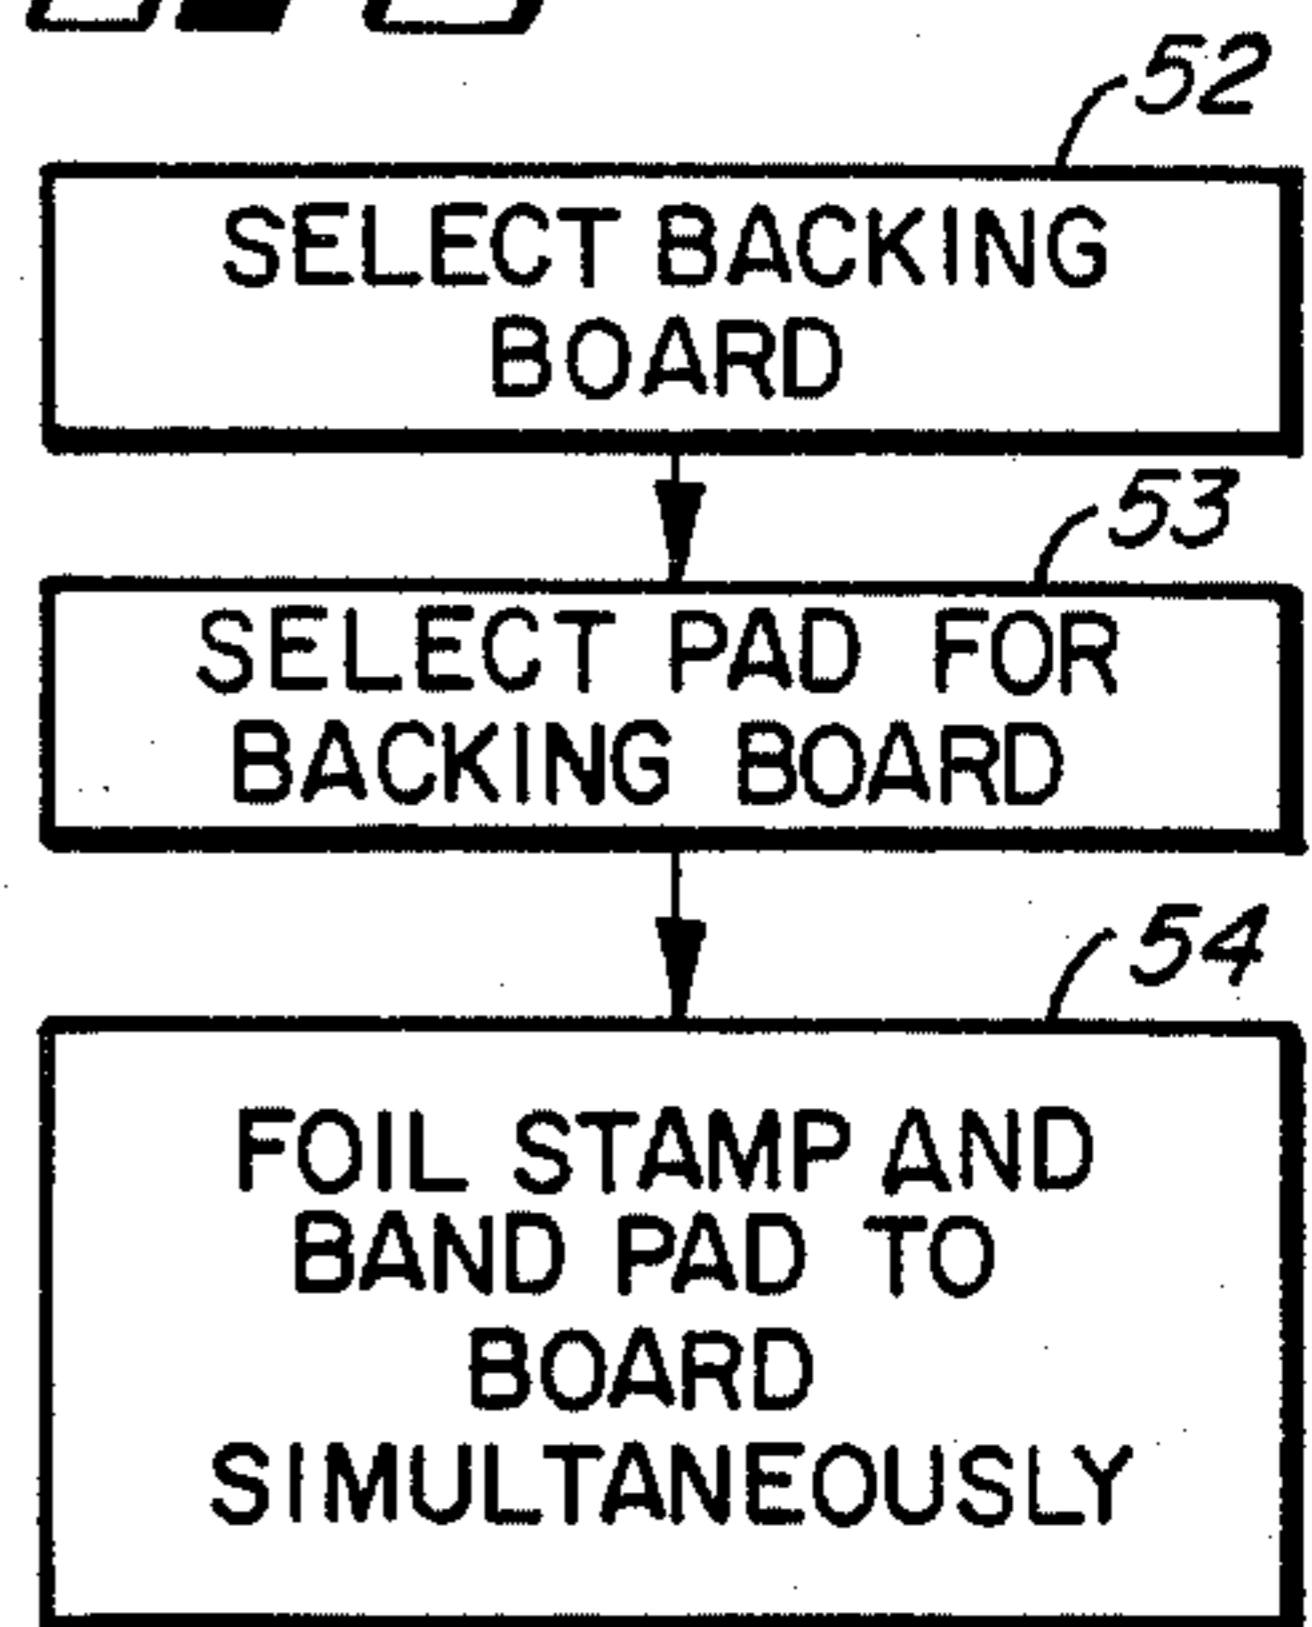 52
SELECT BACKING
BOARD
53
SELECT PAD FOR
BACKING BOARD
54
FOIL STAMP AND
BAND PAD TO
BOARD
SIMULTANEOUSLY